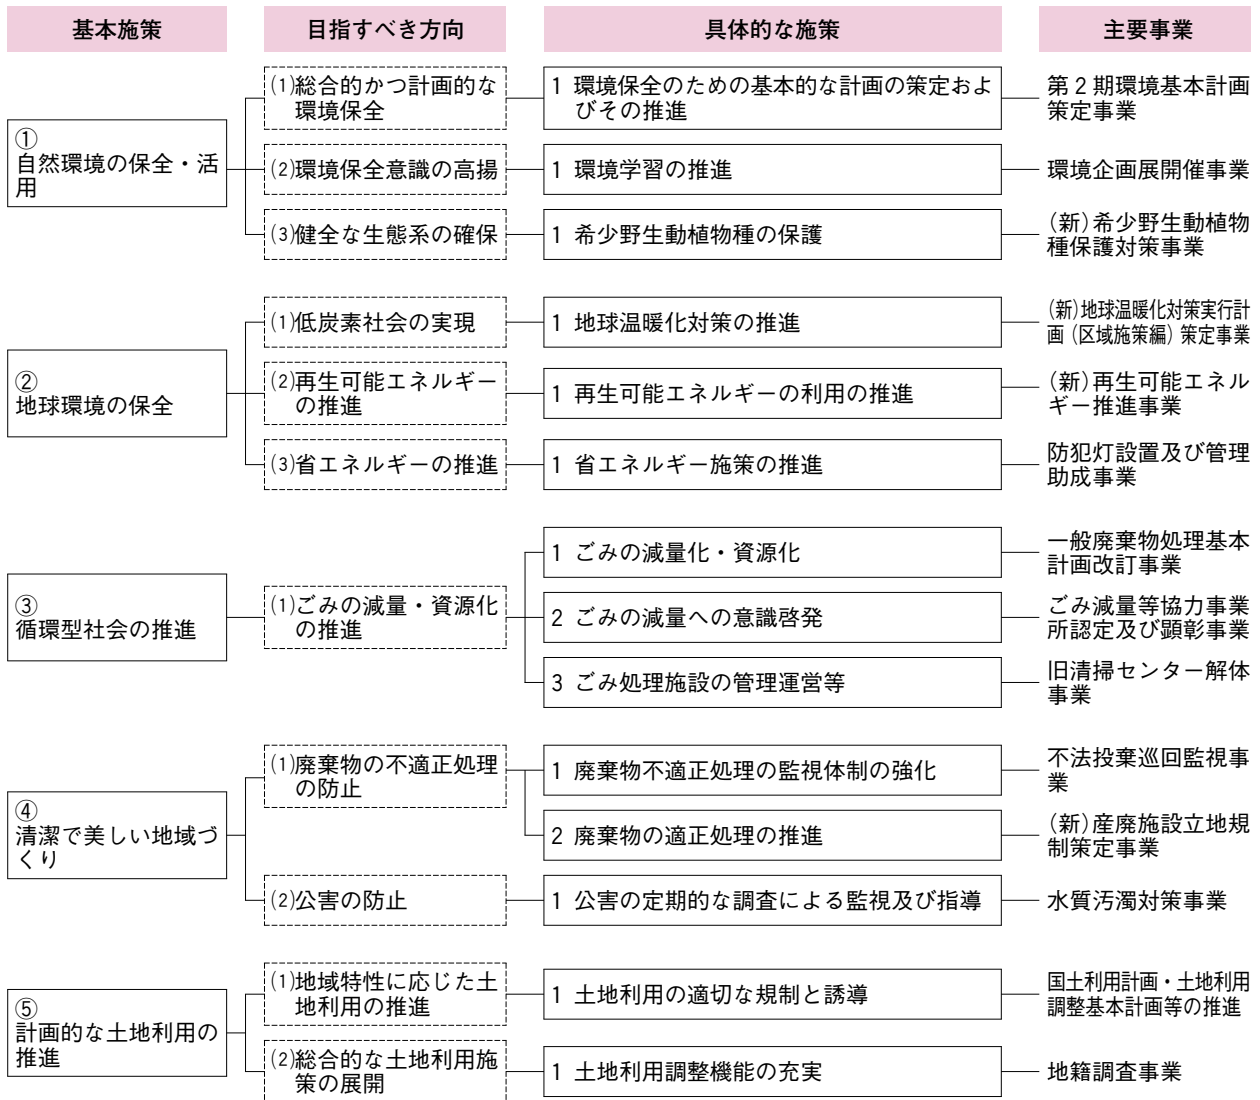 基本施策
目指すべき方向
具体的な施策
主要事業
①
自然環境の保全・活
用
⑴総合的かつ計画的な
環境保全
1 環境保全のための基本的な計画の策定およ
びその推進
第2期環境基本計画
策定事業
⑵環境保全意識の高揚
1 環境学習の推進
環境企画展開催事業
⑶健全な生態系の確保
1 希少野生動植物種の保護
(新)希少野生動植物
種保護対策事業
②
地球環境の保全
⑴低炭素社会の実現
1 地球温暖化対策の推進
(新)地球温暖化対策実行計
画(区域施策編)策定事業
⑵再生可能エネルギー
の推進
1 再生可能エネルギーの利用の推進
(新)再生可能エネル
ギー推進事業
⑶省エネルギーの推進
1 省エネルギー施策の推進
防犯灯設置及び管理
助成事業
③
循環型社会の推進
⑴ごみの減量・資源化
の推進
1 ごみの減量化・資源化
一般廃棄物処理基本
計画改訂事業
2 ごみの減量への意識啓発
ごみ減量等協力事業
所認定及び顕彰事業
3 ごみ処理施設の管理運営等
旧清掃センター解体
事業
④
清潔で美しい地域づ
くり
⑴廃棄物の不適正処理
の防止
1 廃棄物不適正処理の監視体制の強化
不法投棄巡回監視事
業
2 廃棄物の適正処理の推進
(新)産廃施設立地規
制策定事業
⑵公害の防止
1 公害の定期的な調査による監視及び指導
水質汚濁対策事業
⑤
計画的な土地利用の
推進
⑴地域特性に応じた土
地利用の推進
1 土地利用の適切な規制と誘導
国土利用計画・土地利用
調整基本計画等の推進
⑵総合的な土地利用施
策の展開
1 土地利用調整機能の充実
地籍調査事業